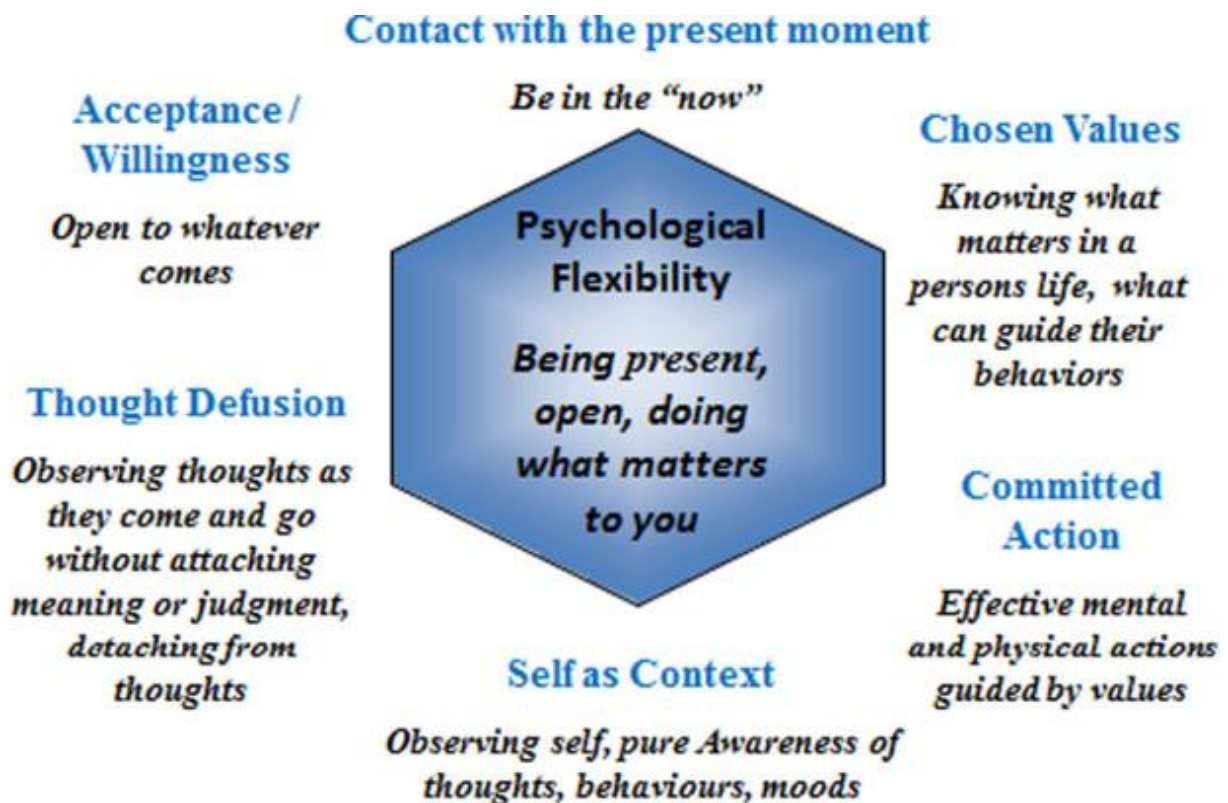 Contact with the present moment
Be in the “now”
Acceptance /
Willingness
Open to whatever
comes
Thought Defusion
Observing thoughts as
they come and go
without attaching
meaning or judgment,
detaching from
thoughts
Psychological
Flexibility
Being present,
open, doing
what matters
to you
Chosen Values
Knowing what
matters in a
persons life, what
can guide their
behaviors
Committed
Action
Effective mental
and physical actions
guided by values
Self as Context
Observing self, pure Awareness of
thoughts, behaviours, moods